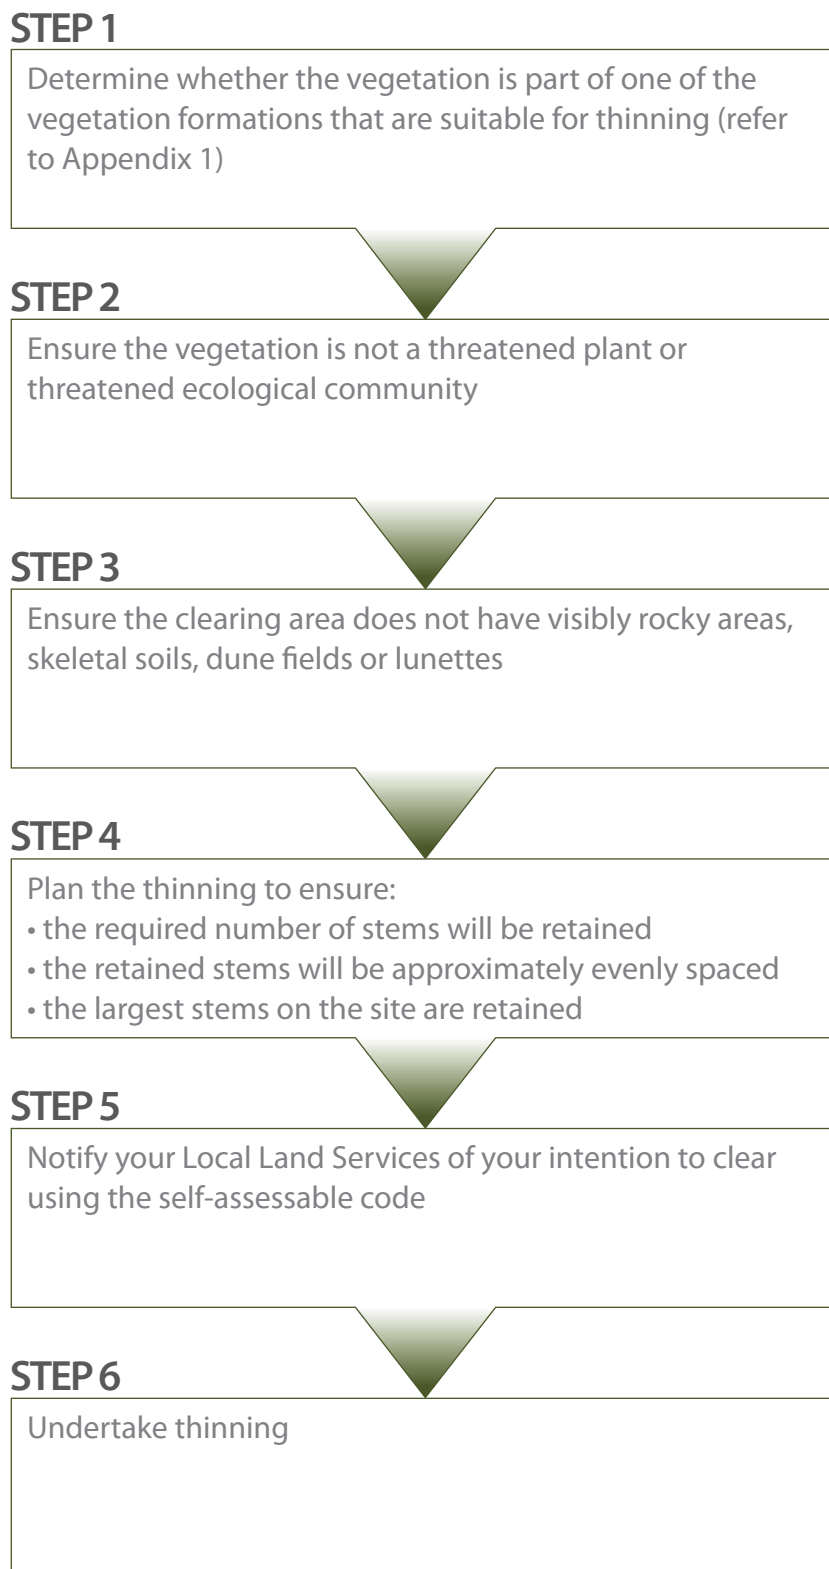 STEP 1
Determine whether the vegetation is part of one of the
vegetation formations that are suitable for thinning (refer
to Appendix 1)
STEP 2
Ensure the vegetation is not a threatened plant or
threatened ecological community
STEP 3
Ensure the clearing area does not have visibly rocky areas,
skeletal soils, dune fields or lunettes
STEP 4
Plan the thinning to ensure:
• the required number of stems will be retained
• the retained stems will be approximately evenly spaced
• the largest stems on the site are retained
STEP 5
Notify your Local Land Services of your intention to clear
using the self-assessable code
STEP 6
Undertake thinning